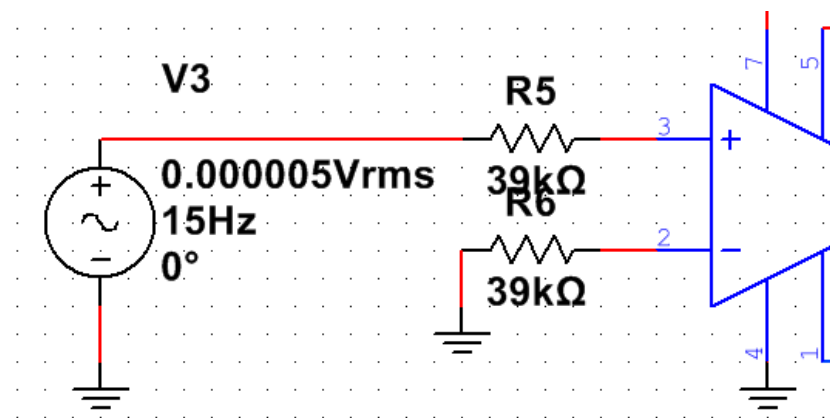 V3
0.000005Vrms
15Hz
0°
R5
39kΩ
R6
39kΩ
7
5
3
+
2
−
4
1
+
−